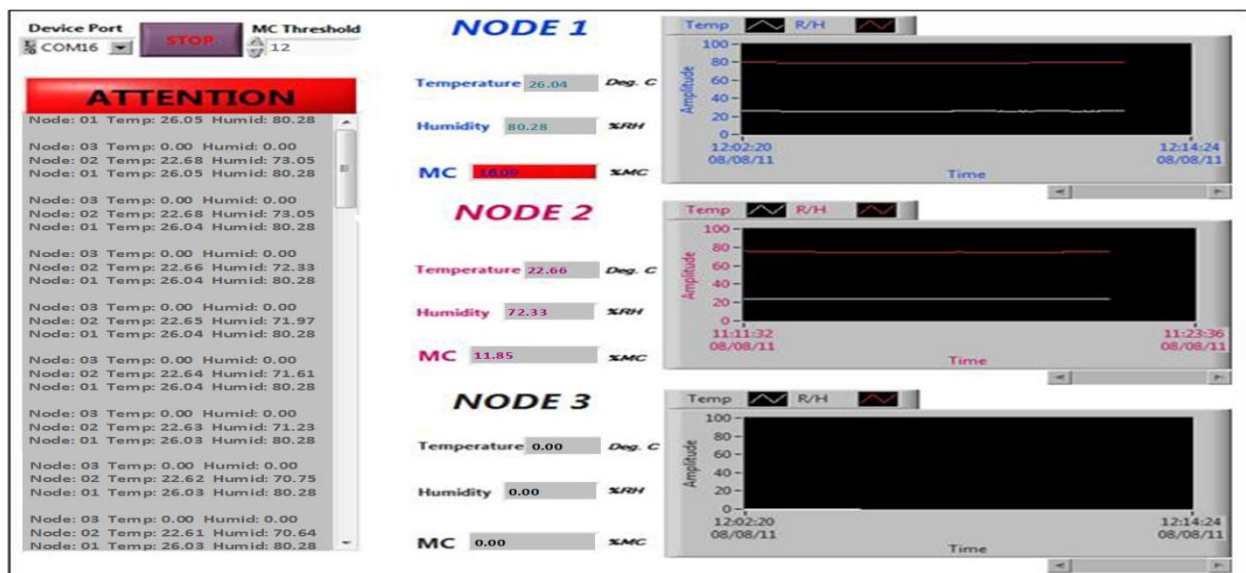 Device Port
COM16
STOP
MC Threshold
12
ATTENTION
Node: 01 Temp: 26.05 Humid: 80.28
Node: 03 Temp: 0.00 Humid: 0.00
Node: 02 Temp: 22.68 Humid: 73.05
Node: 01 Temp: 26.05 Humid: 80.28
Node: 03 Temp: 0.00 Humid: 0.00
Node: 02 Temp: 22.68 Humid: 73.05
Node: 01 Temp: 26.04 Humid: 80.28
Node: 03 Temp: 0.00 Humid: 0.00
Node: 02 Temp: 22.66 Humid: 72.33
Node: 01 Temp: 26.04 Humid: 80.28
Node: 03 Temp: 0.00 Humid: 0.00
Node: 02 Temp: 22.65 Humid: 71.97
Node: 01 Temp: 26.04 Humid: 80.28
Node: 03 Temp: 0.00 Humid: 0.00
Node: 02 Temp: 22.64 Humid: 71.61
Node: 01 Temp: 26.04 Humid: 80.28
Node: 03 Temp: 0.00 Humid: 0.00
Node: 02 Temp: 22.63 Humid: 71.23
Node: 01 Temp: 26.03 Humid: 80.28
Node: 03 Temp: 0.00 Humid: 0.00
Node: 02 Temp: 22.62 Humid: 70.75
Node: 01 Temp: 26.03 Humid: 80.28
Node: 03 Temp: 0.00 Humid: 0.00
Node: 02 Temp: 22.61 Humid: 70.64
Node: 01 Temp: 26.03 Humid: 80.28
NODE 1
Temperature 26.04 Deg. C
Humidity 80.28 %RH
MC 16.09 %MC
Temp R/H
Amplitude
100
80
60
40
20
0
12:02:20
08/08/11
12:14:24
08/08/11
Time
NODE 2
Temperature 22.66 Deg. C
Humidity 72.33 %RH
MC 11.85 %MC
Temp R/H
Amplitude
100
80
60
40
20
0
11:11:32
08/08/11
11:23:36
08/08/11
Time
NODE 3
Temperature 0.00 Deg. C
Humidity 0.00 %RH
MC 0.00 %MC
Temp R/H
Amplitude
100
80
60
40
20
0
12:02:20
08/08/11
12:14:24
08/08/11
Time